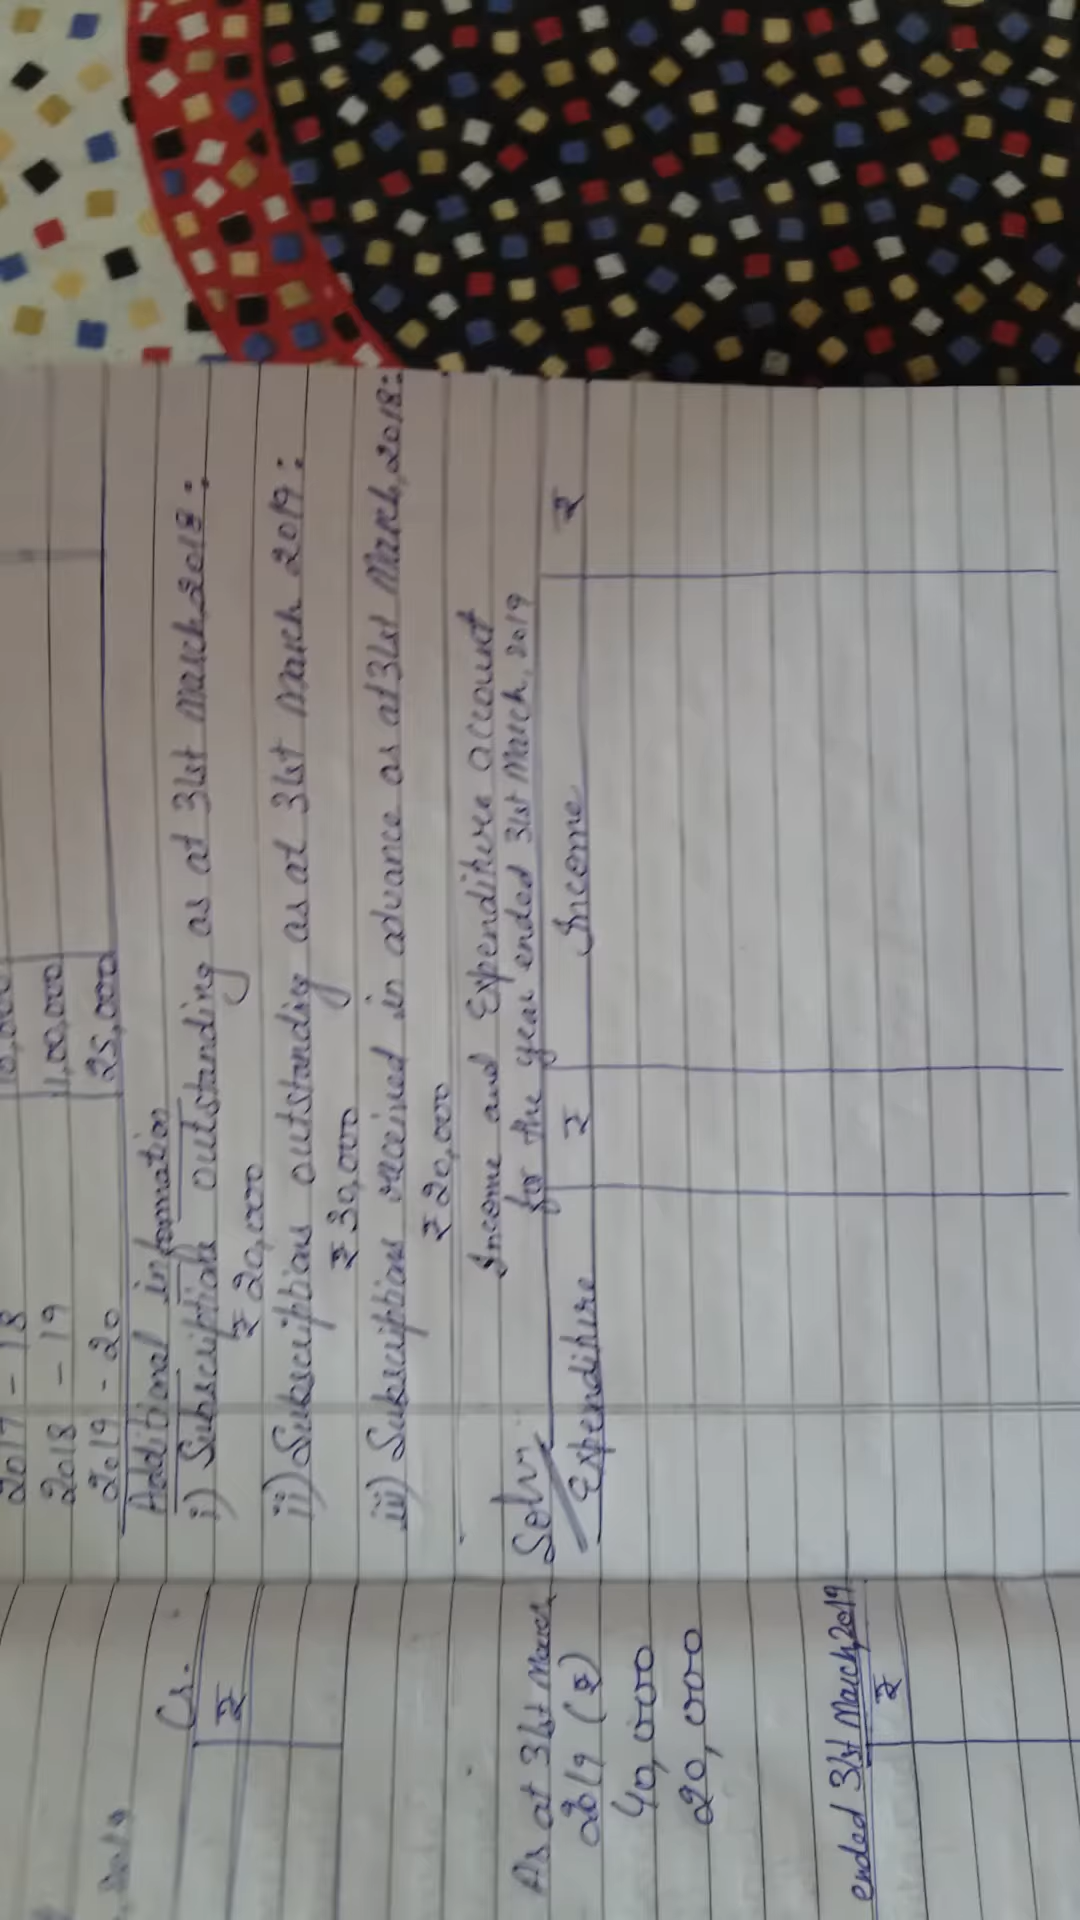 2017 - 18
2018 - 19 1,00,000
2019 - 20 25,000
Additional information
i) Subscriptions outstanding as at 31st March, 2018:
₹ 20,000
ii) Subscriptions outstanding as at 31st March 2019:
₹ 30,000
iii) Subscriptions received in advance as at 31st March, 2018:
₹ 20,000
Soln Income and Expenditure account
for the year ended 31st March, 2019
Expenditure ₹ Income ₹
Cr.
₹
As at 31st March
2019 (₹)
40,000
20,000
ended 31st March, 2019
₹